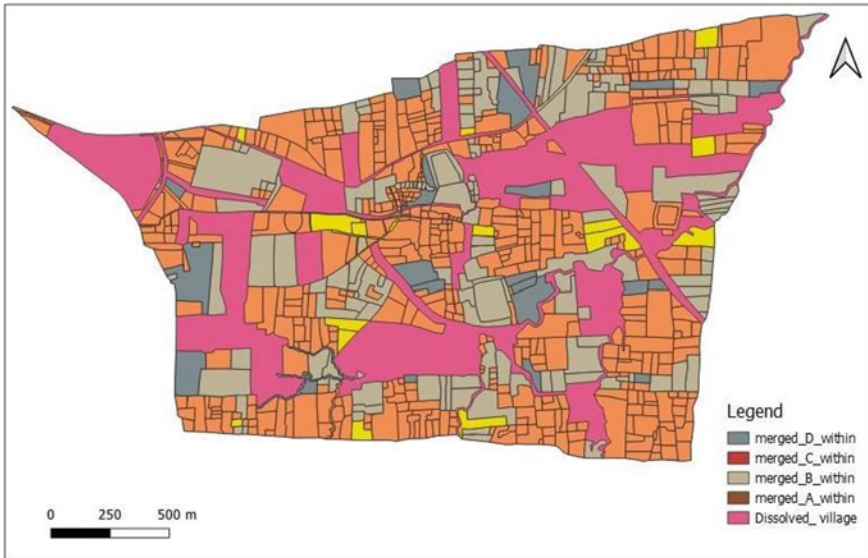 Legend
merged_D_within
merged_C_within
merged_B_within
merged_A_within
Dissolved_ village
0 250 500 m